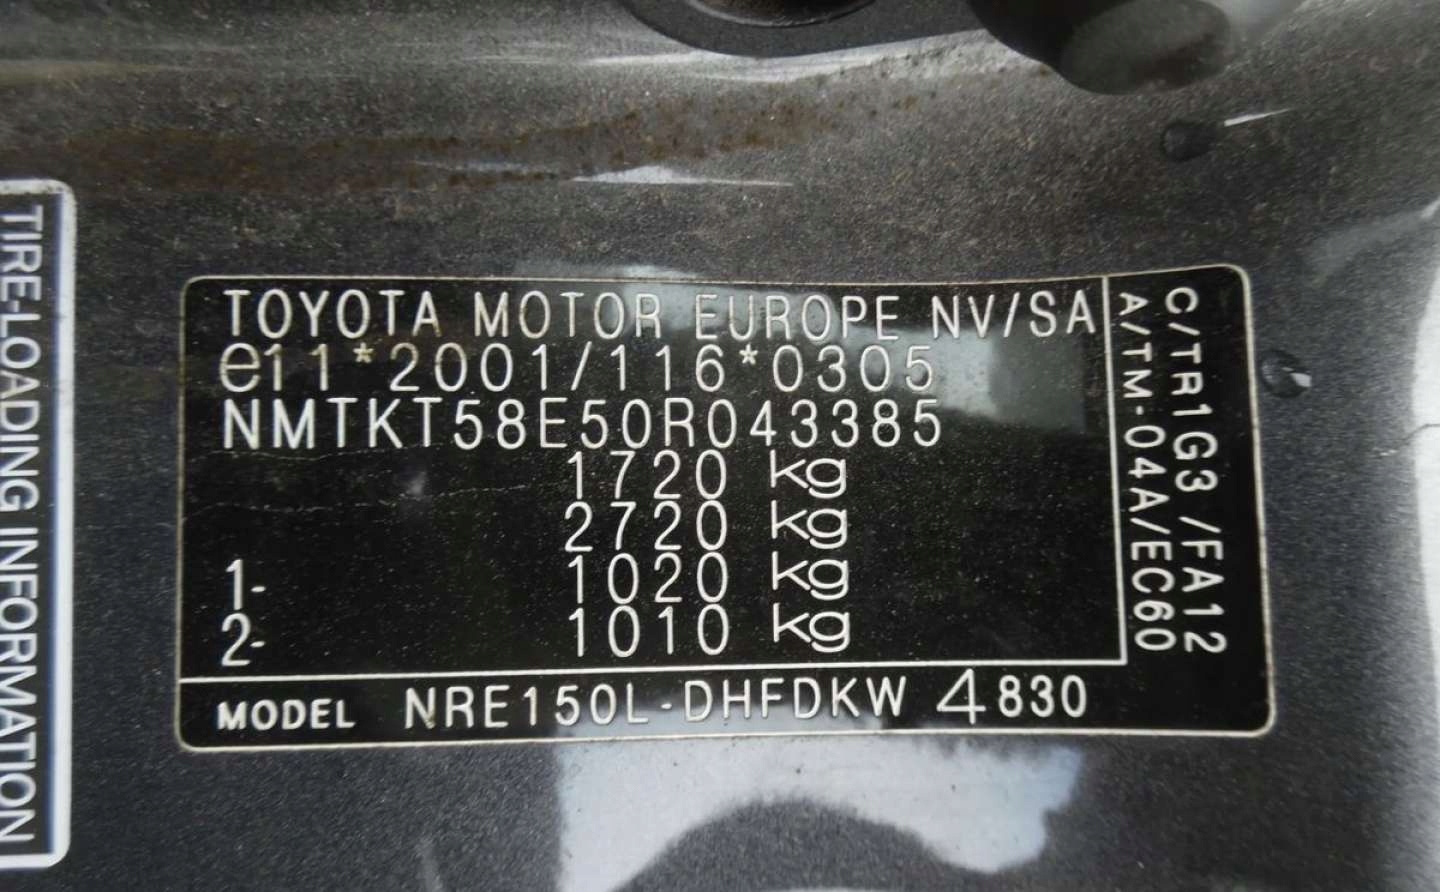 TIRE-LOADING INFORMATION
TOYOTA MOTOR EUROPE NV/SA
e11*2001/116*0305
NMTKT58E50R043385
1720 kg
2720 kg
1- 1020 kg
2- 1010 kg
MODEL NRE150L-DHFDKW 4830
C/TR1G3 /FA12
A/TM-04A/EC60